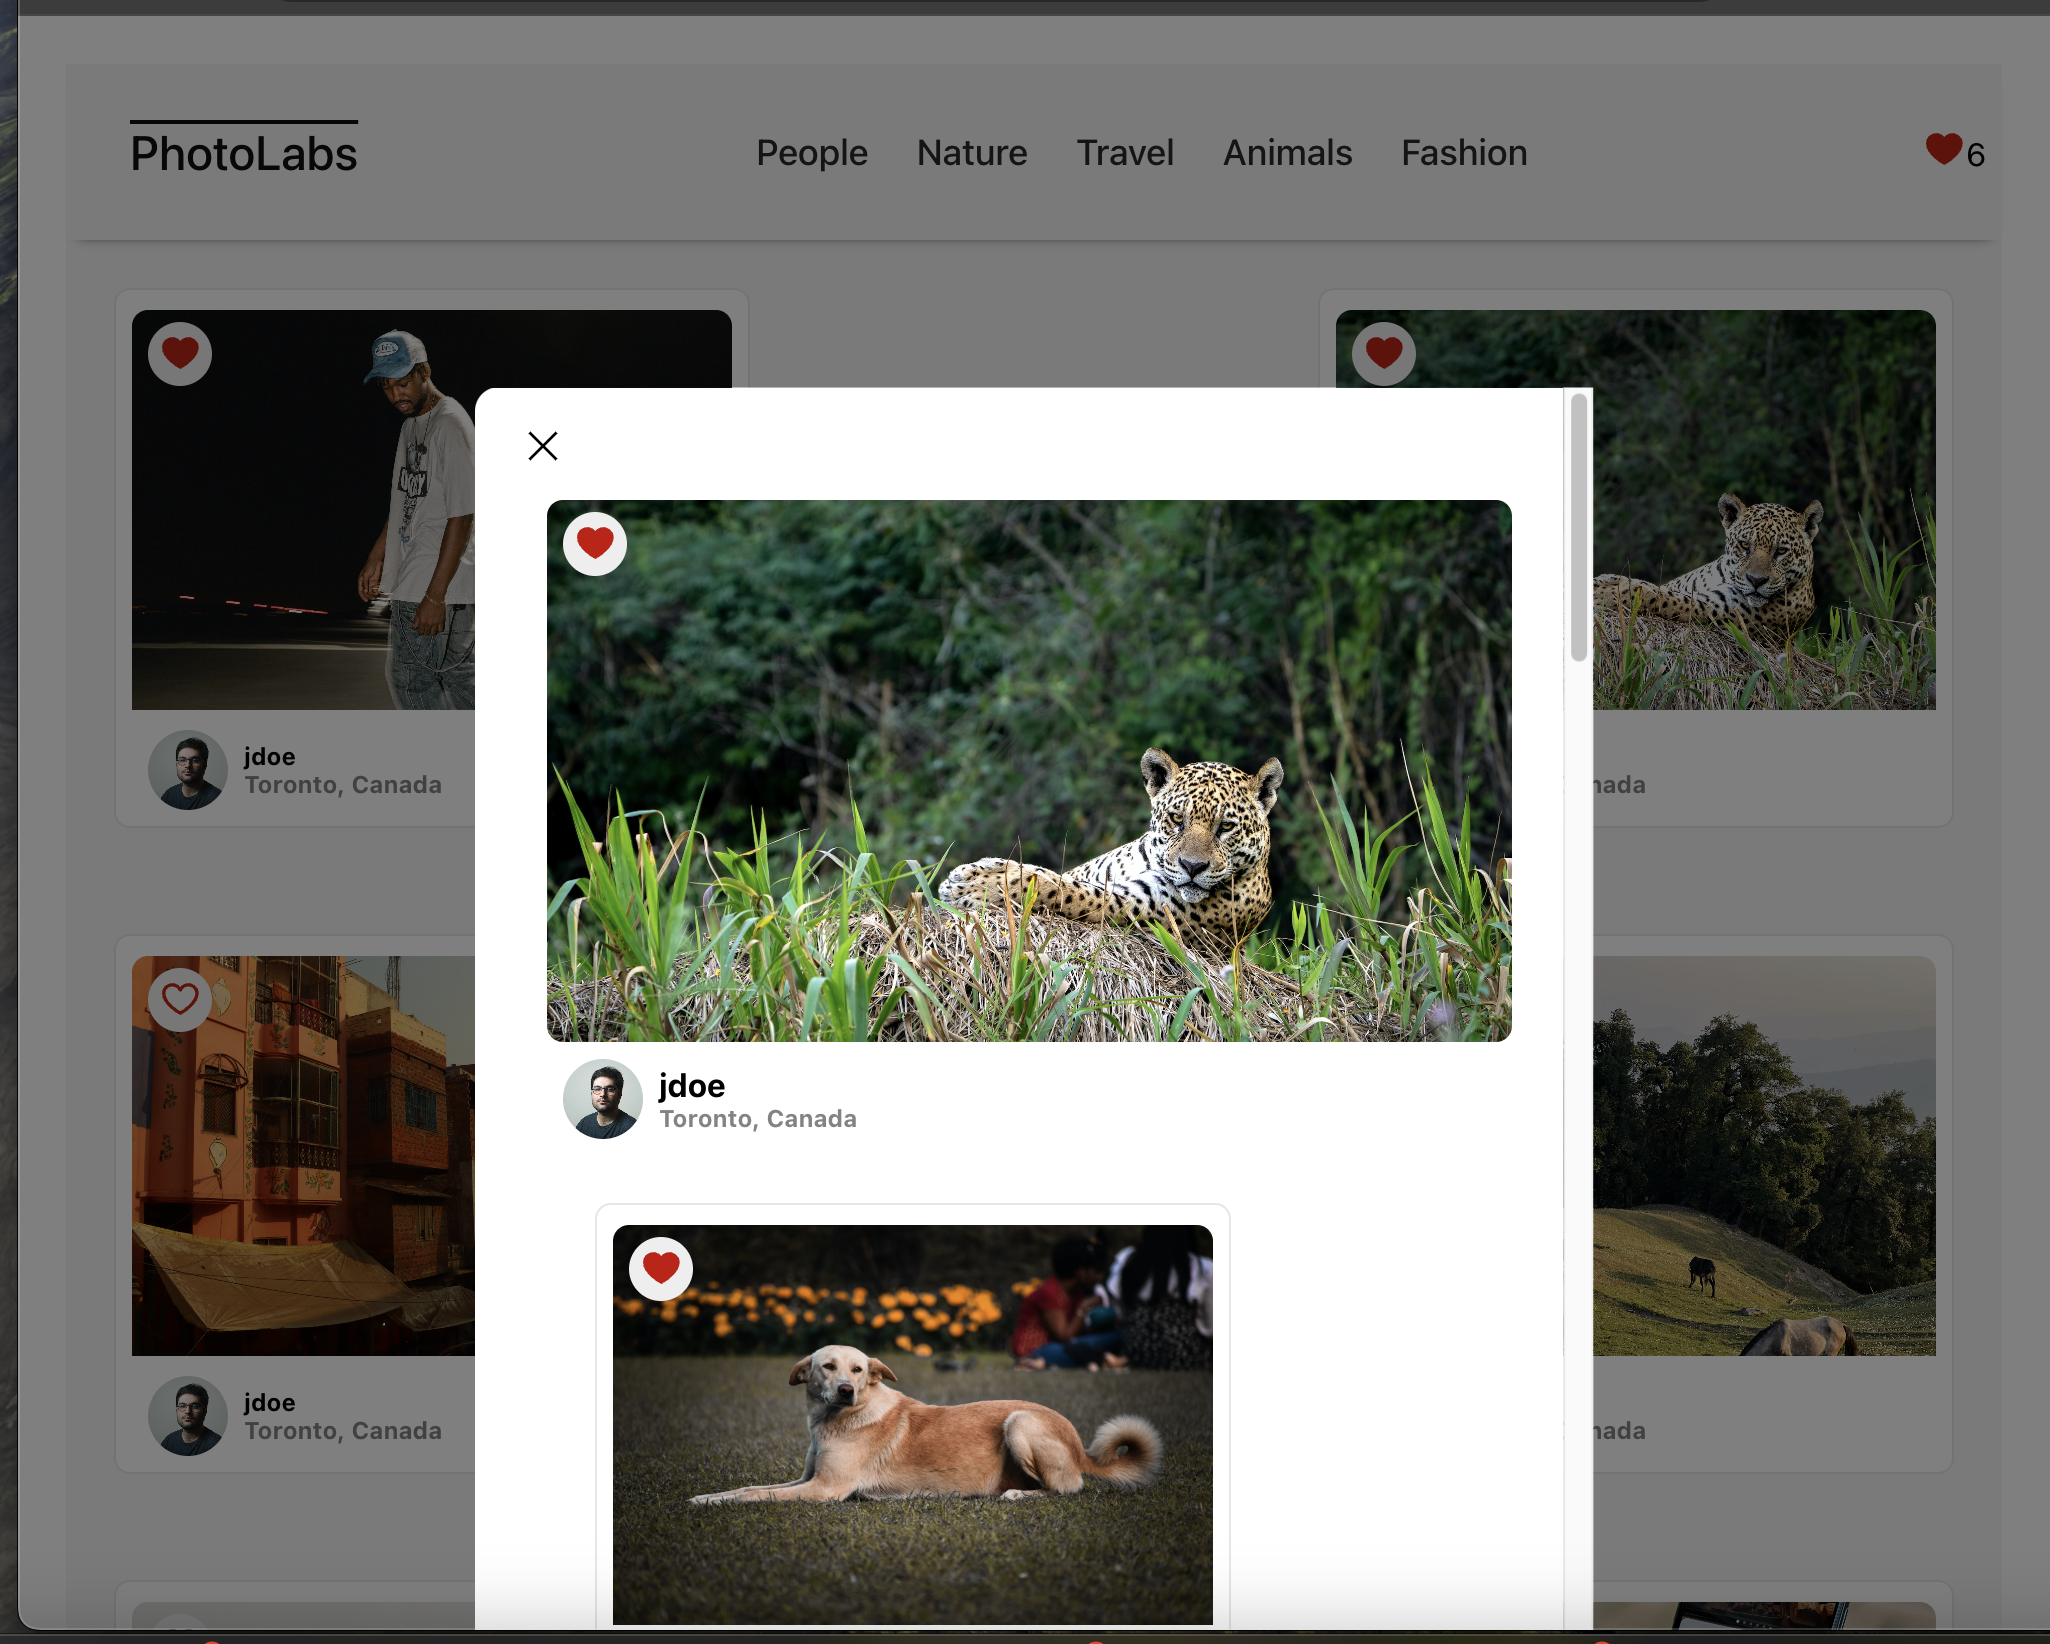 PhotoLabs
People
Nature
Travel
Animals
Fashion
6
jdoe
Toronto, Canada
nada
jdoe
Toronto, Canada
jdoe
Toronto, Canada
nada